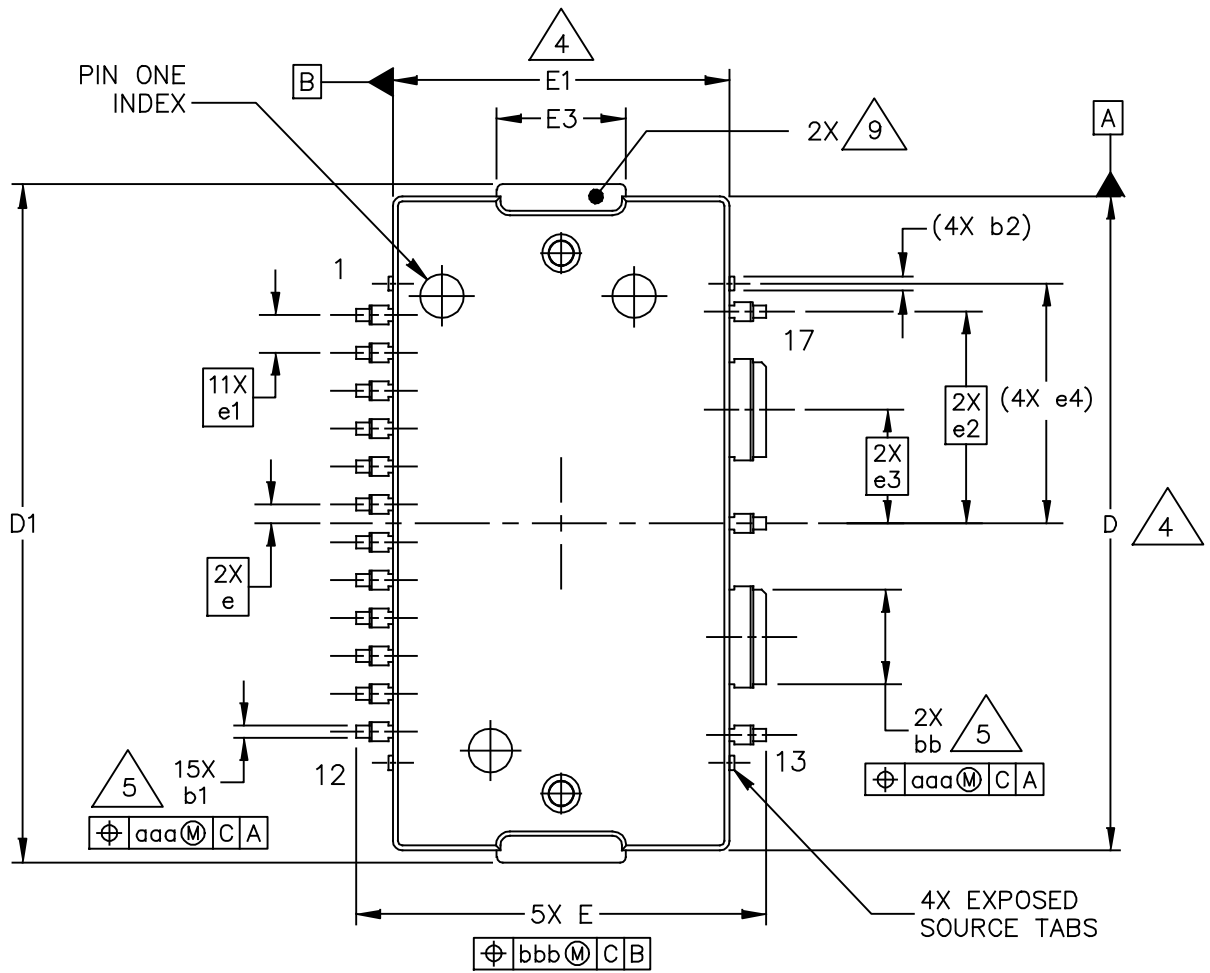 4
PIN ONE
INDEX
B
E1
E3
2X 9
A
(4X b2)
1
17
11X
e1
2X
e2
(4X e4)
2X
e3
D1
D
4
2X
e
2X
bb
5
⌖ aaa Ⓜ C A
5
15X
b1
⌖ aaa Ⓜ C A
12
13
5X E
⌖ bbb Ⓜ C B
4X EXPOSED
SOURCE TABS